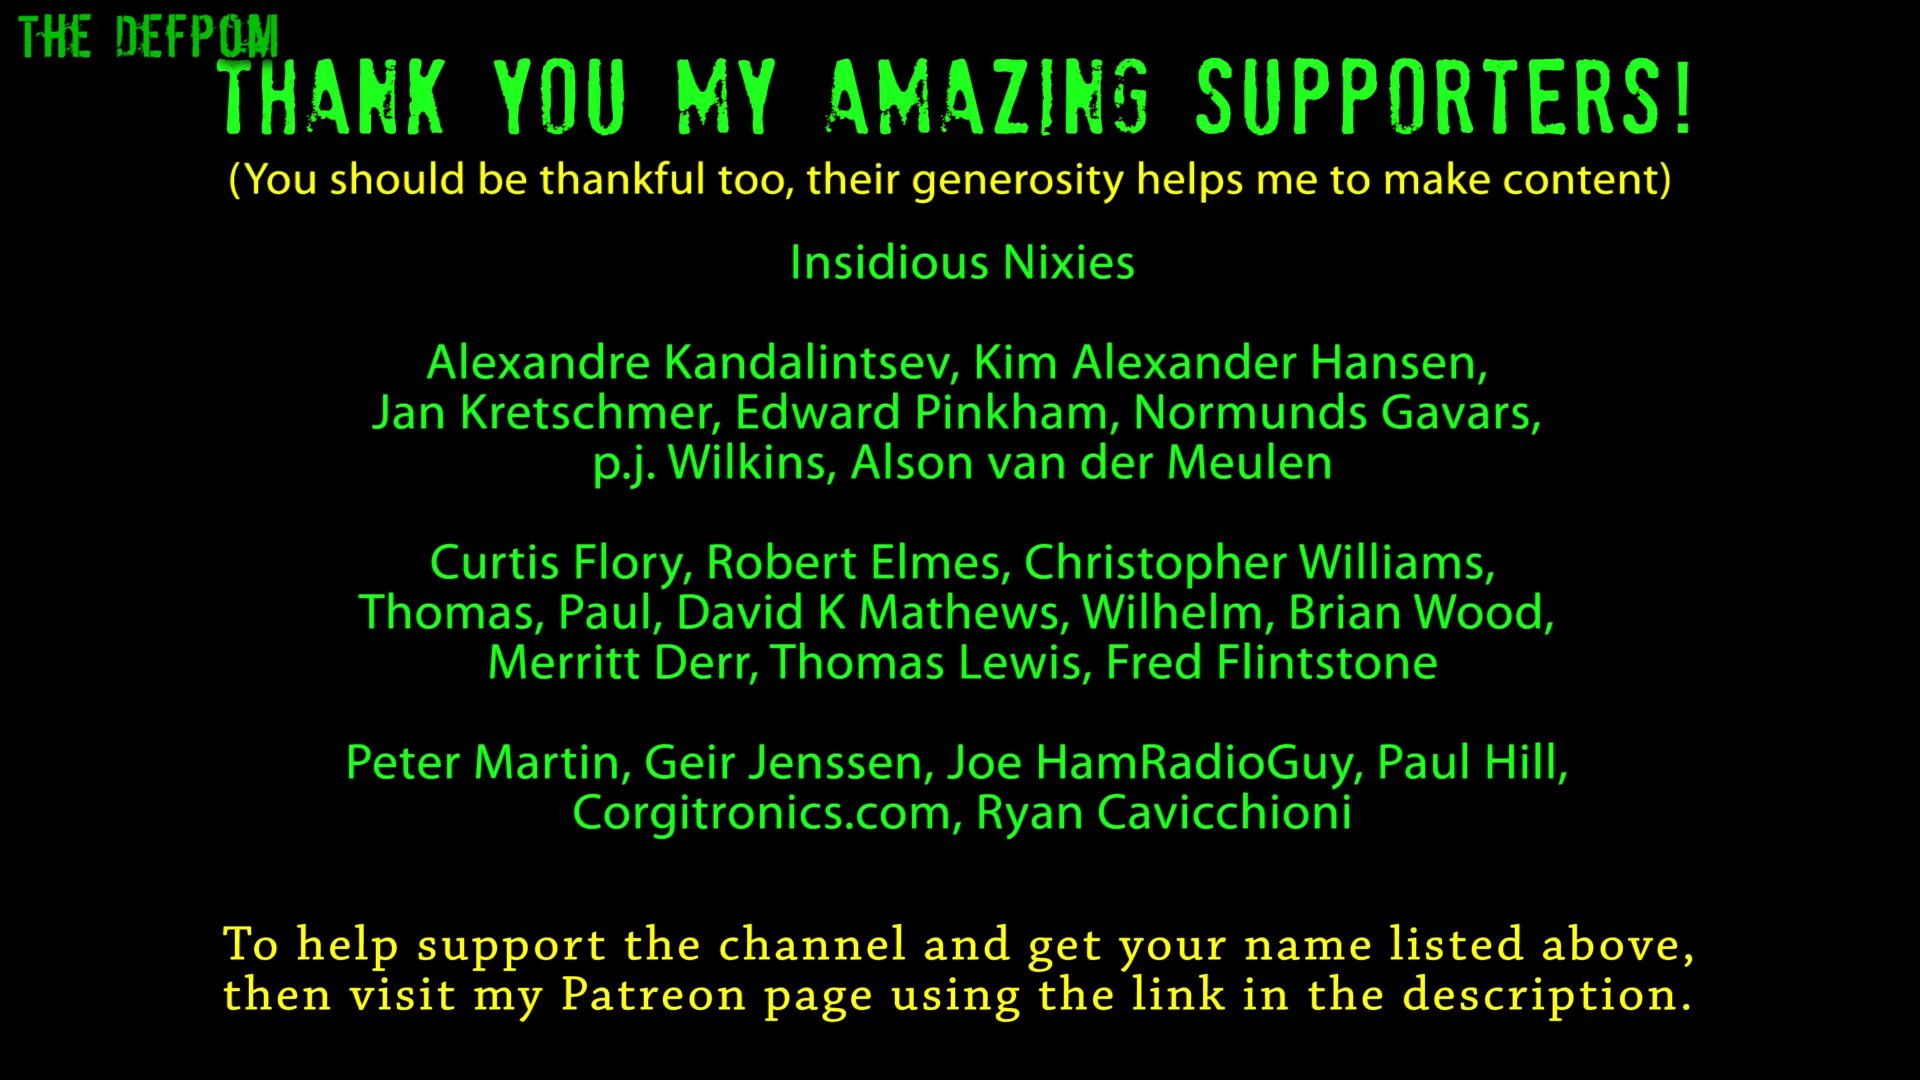 THE DEFPOM
THANK YOU MY AMAZING SUPPORTERS!
(You should be thankful too, their generosity helps me to make content)
Insidious Nixies
Alexandre Kandalintsev, Kim Alexander Hansen,
Jan Kretschmer, Edward Pinkham, Normunds Gavars,
p.j. Wilkins, Alson van der Meulen
Curtis Flory, Robert Elmes, Christopher Williams,
Thomas, Paul, David K Mathews, Wilhelm, Brian Wood,
Merritt Derr, Thomas Lewis, Fred Flintstone
Peter Martin, Geir Jenssen, Joe HamRadioGuy, Paul Hill,
Corgitronics.com, Ryan Cavicchioni
To help support the channel and get your name listed above,
then visit my Patreon page using the link in the description.